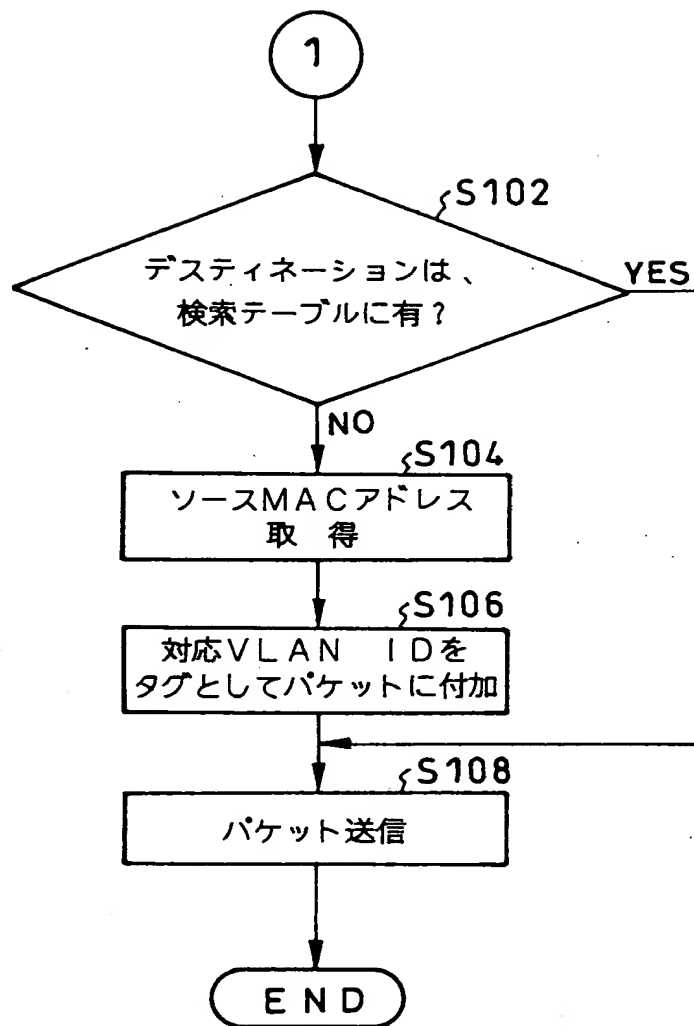 1
S102
デスティネーションは、
検索テーブルに有?
YES
NO
S104
ソースMACアドレス
取 得
S106
対応VLAN IDを
タグとしてパケットに付加
S108
パケット送信
END